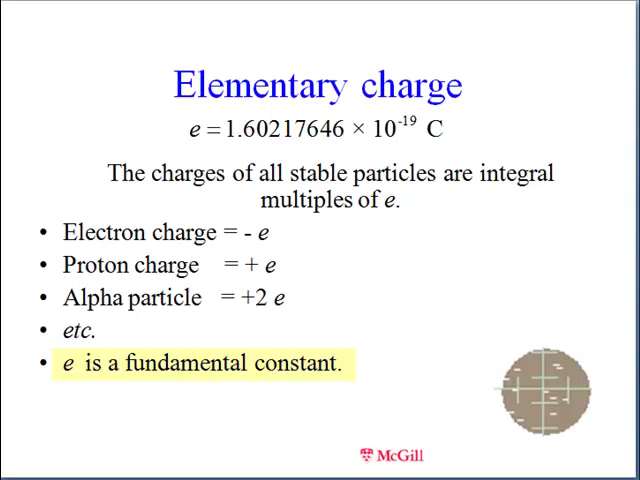 Elementary charge
e = 1.60217646 × 10⁻¹⁹ C
The charges of all stable particles are integral
multiples of e.
• Electron charge = - e
• Proton charge = + e
• Alpha particle = +2 e
• etc.
• e is a fundamental constant.
McGill